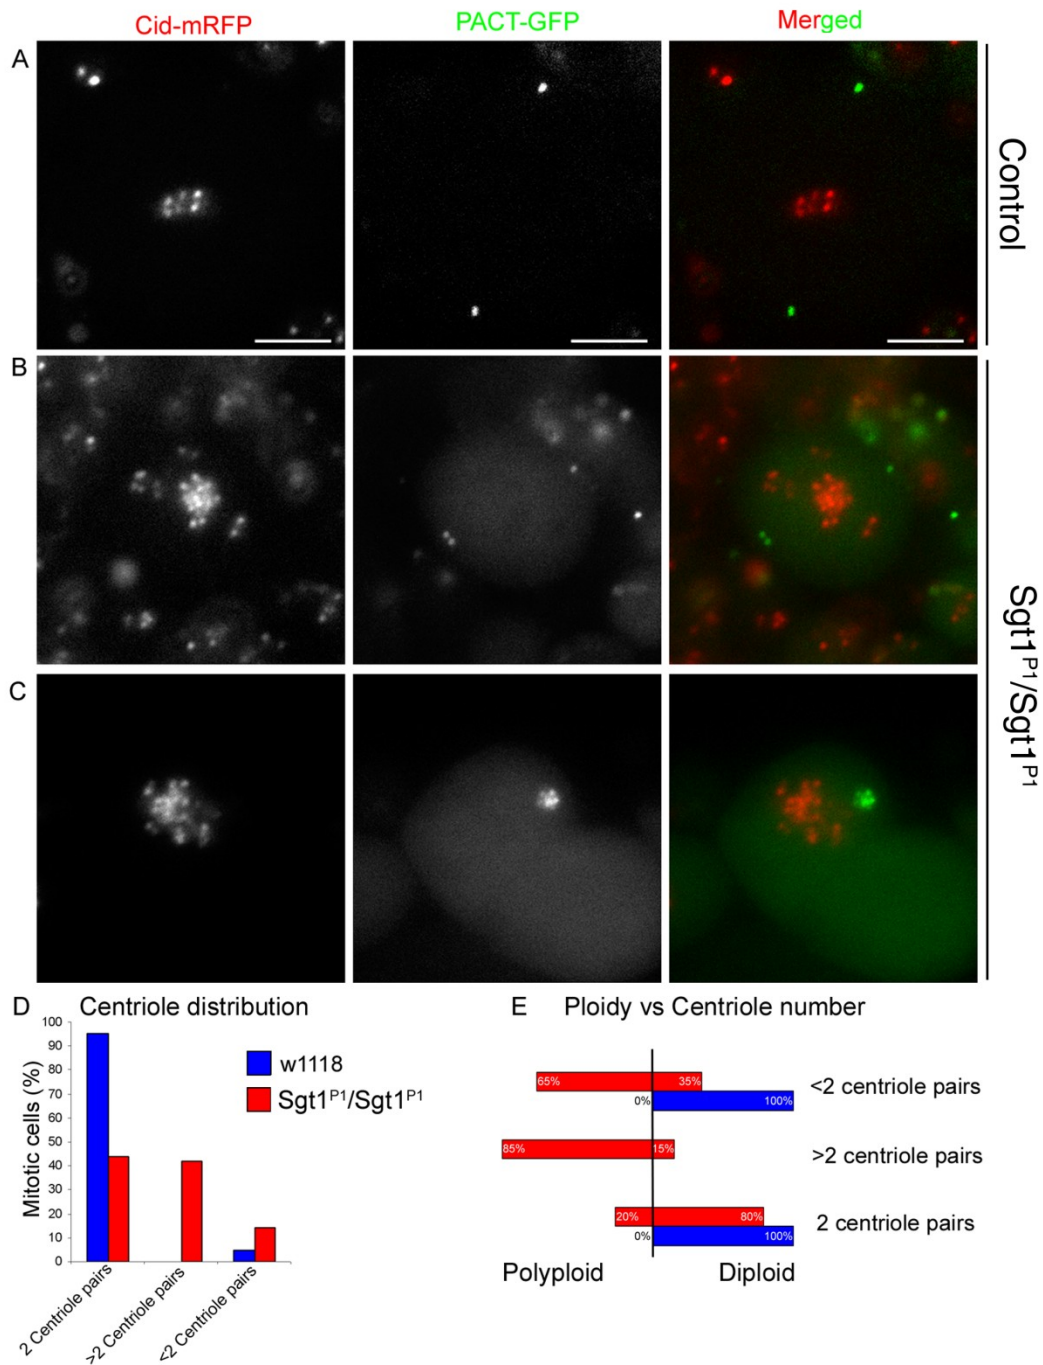 Cid-mRFP
PACT-GFP
Merged
A
Control
B
C
Sgt1ᴾ¹/Sgt1ᴾ¹
D
Centriole distribution
Mitotic cells (%)
100
90
80
70
60
50
40
30
20
10
0
w1118
Sgt1ᴾ¹/Sgt1ᴾ¹
2 Centriole pairs
>2 Centriole pairs
<2 Centriole pairs
E
Ploidy vs Centriole number
65%
35%
<2 centriole pairs
0%
100%
85%
15%
>2 centriole pairs
20%
80%
2 centriole pairs
0%
100%
Polyploid
Diploid